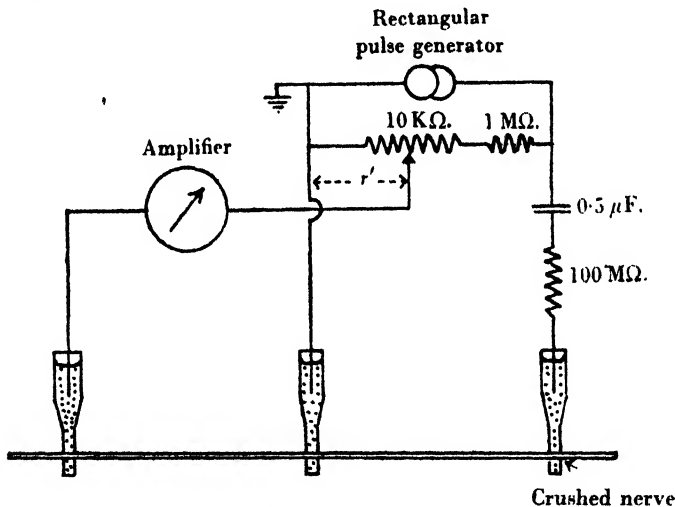 Rectangular
pulse generator
10 KΩ. 1 MΩ.
Amplifier
r'
0·5 μF.
100 MΩ.
Crushed nerve